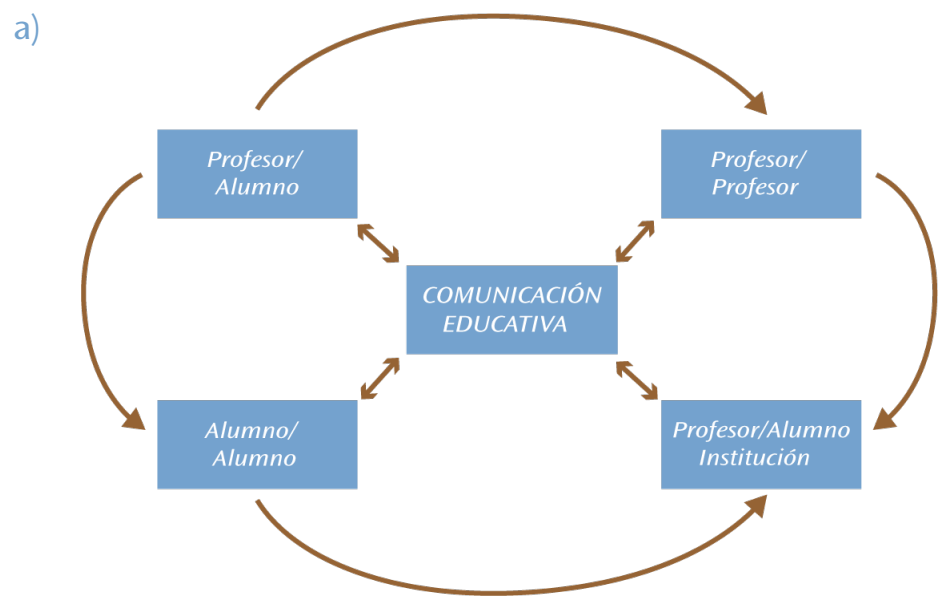 a)
Profesor/
Alumno
Profesor/
Profesor
COMUNICACIÓN
EDUCATIVA
Alumno/
Alumno
Profesor/Alumno
Institución